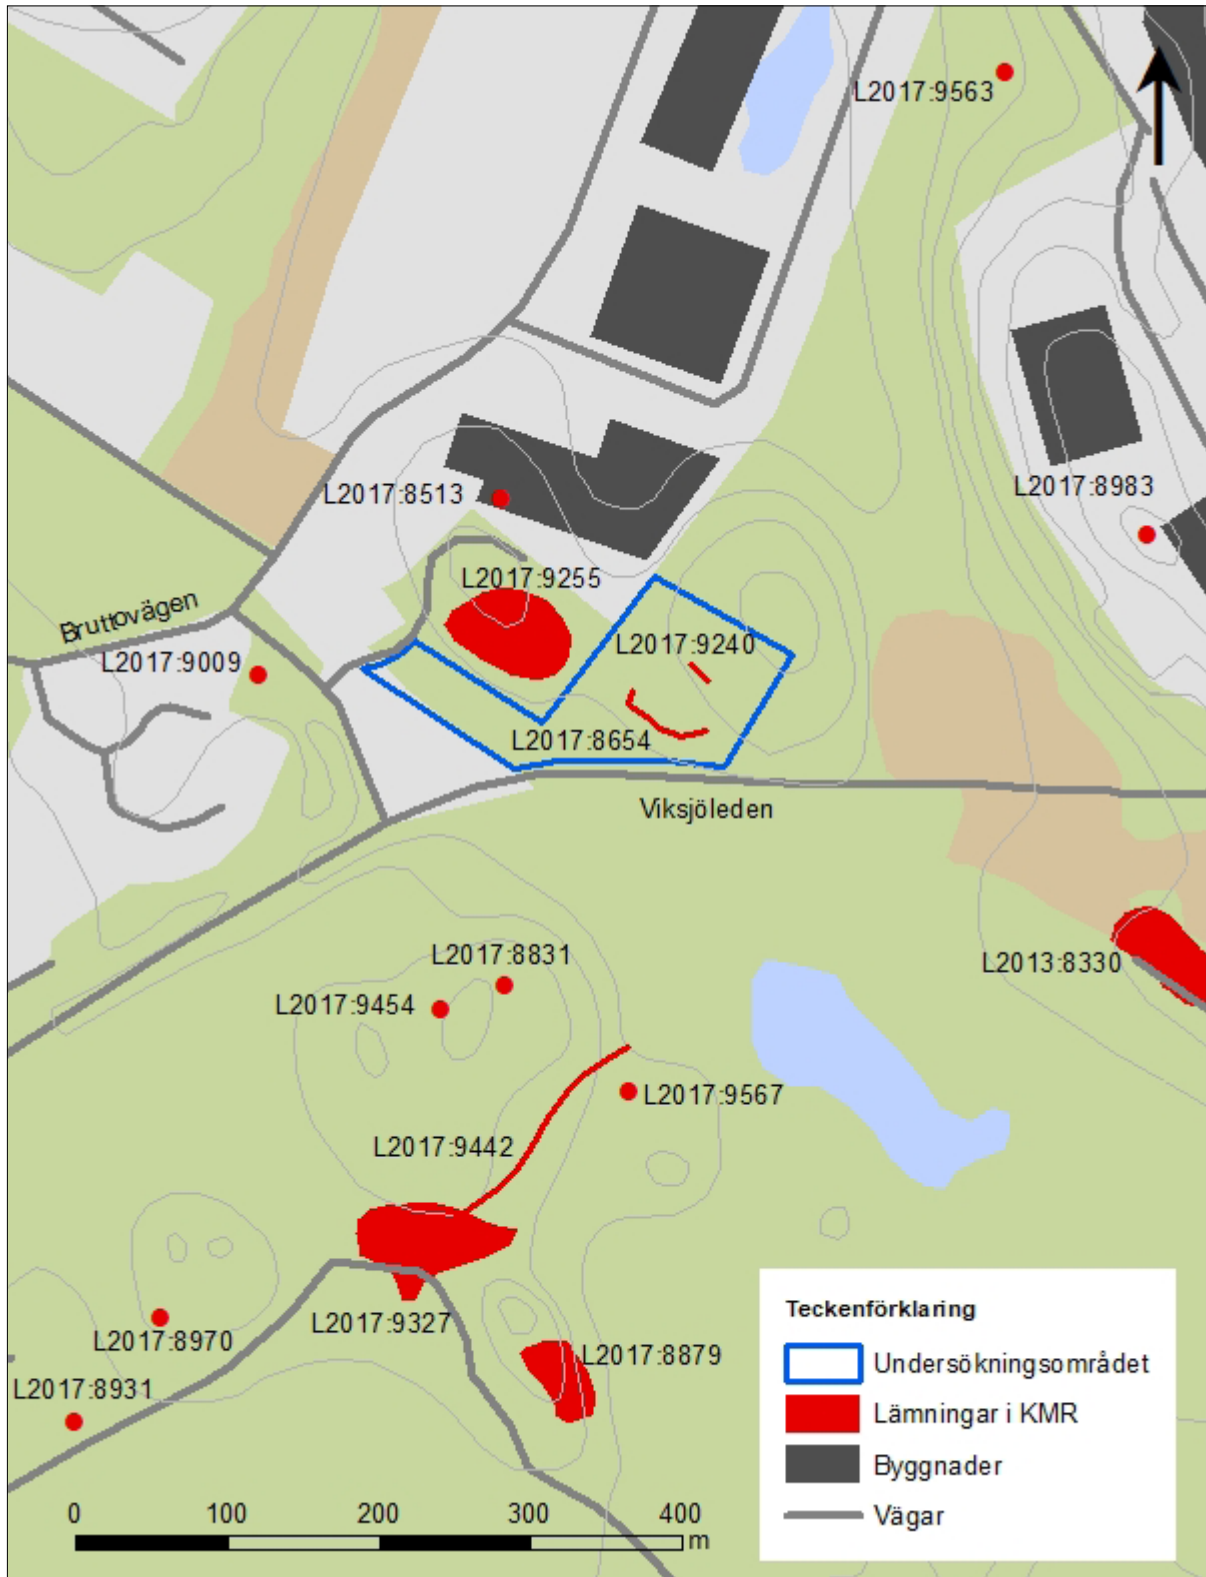 L2017:9563
L2017:8513
L2017:8983
L2017:9255
Bruttovägen
L2017:9240
L2017:9009
L2017:8654
Viksjöleden
L2017:8831
L2013:8330
L2017:9454
L2017:9567
L2017:9442
L2017:9327
L2017:8970
L2017:8879
L2017:8931
Teckenförklaring
Undersökningsområdet
Lämningar i KMR
Byggnader
Vägar
0 100 200 300 400
m